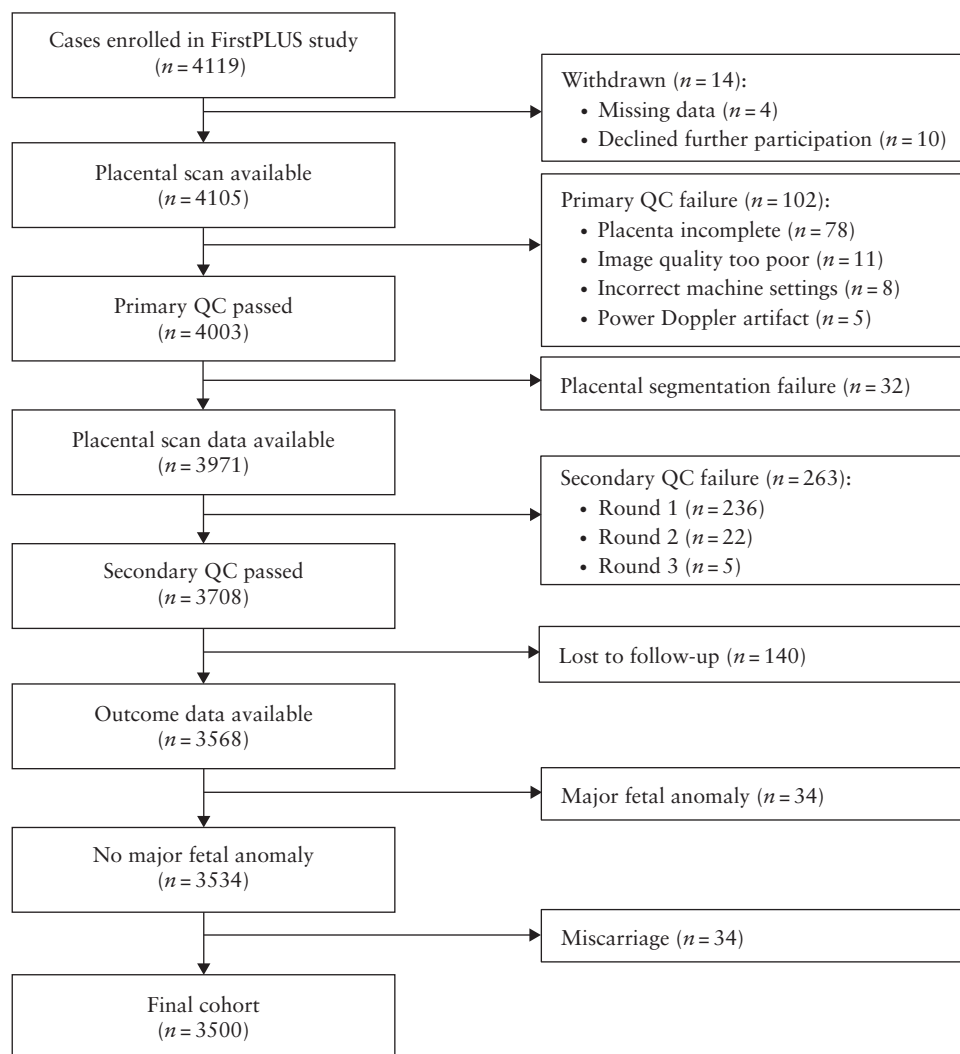 Cases enrolled in FirstPLUS study
(n = 4119)
Withdrawn (n = 14):
• Missing data (n = 4)
• Declined further participation (n = 10)
Placental scan available
(n = 4105)
Primary QC failure (n = 102):
• Placenta incomplete (n = 78)
• Image quality too poor (n = 11)
• Incorrect machine settings (n = 8)
• Power Doppler artifact (n = 5)
Primary QC passed
(n = 4003)
Placental segmentation failure (n = 32)
Placental scan data available
(n = 3971)
Secondary QC failure (n = 263):
• Round 1 (n = 236)
• Round 2 (n = 22)
• Round 3 (n = 5)
Secondary QC passed
(n = 3708)
Lost to follow-up (n = 140)
Outcome data available
(n = 3568)
Major fetal anomaly (n = 34)
No major fetal anomaly
(n = 3534)
Miscarriage (n = 34)
Final cohort
(n = 3500)